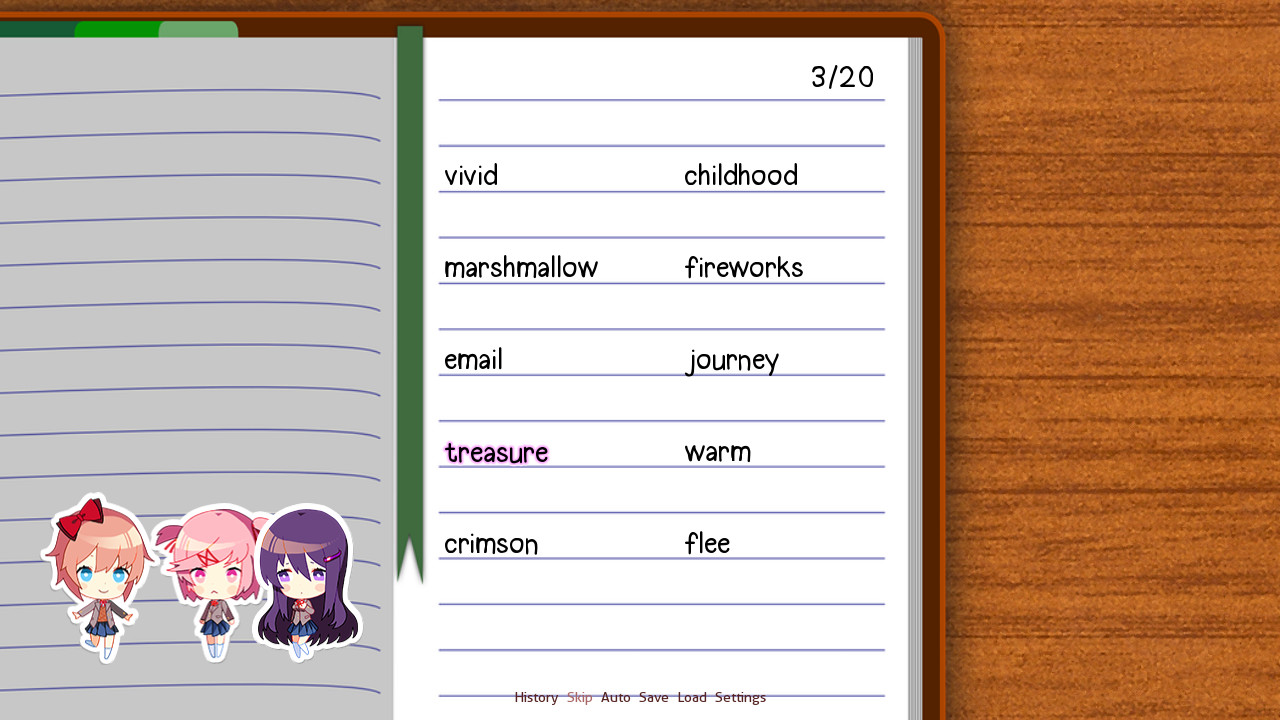 3/20
vivid childhood
marshmallow fireworks
email journey
treasure warm
crimson flee
History Skip Auto Save Load Settings